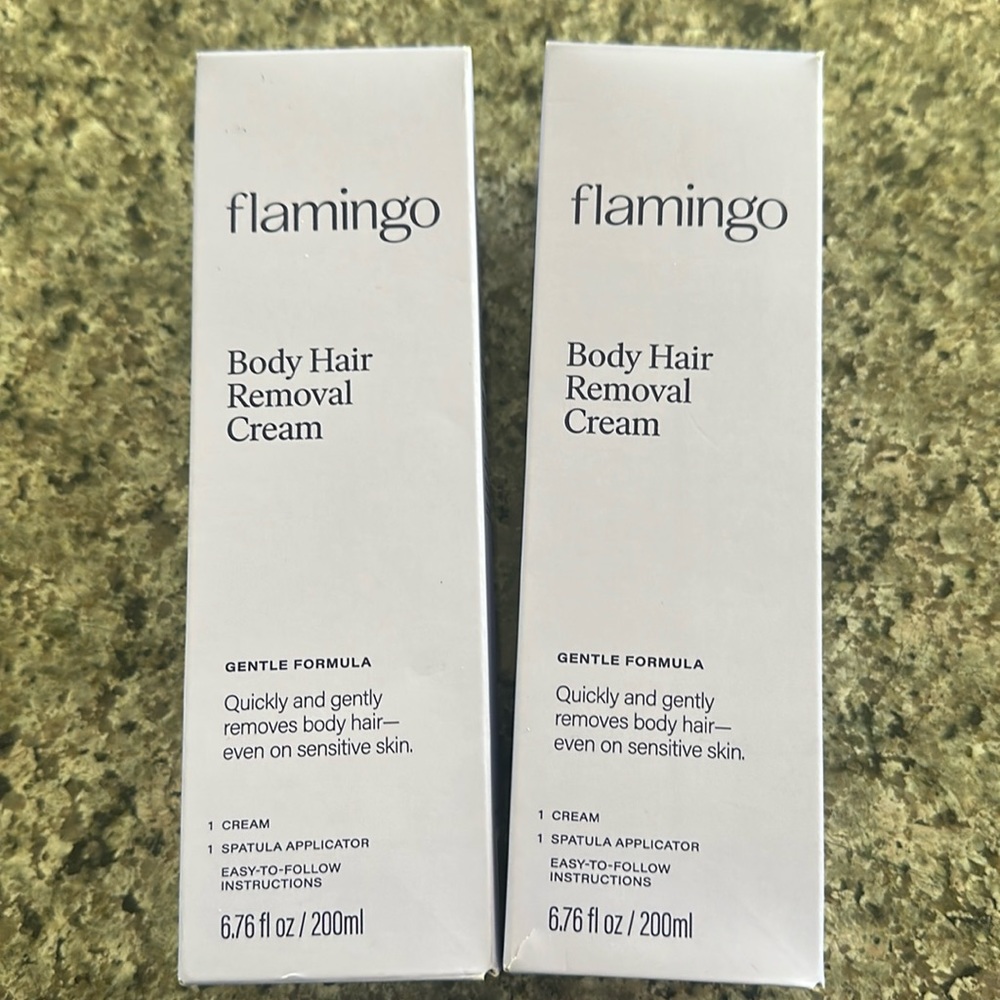 flamingo
Body Hair
Removal
Cream
GENTLE FORMULA
Quickly and gently
removes body hair—
even on sensitive skin.
1 CREAM
1 SPATULA APPLICATOR
EASY-TO-FOLLOW
INSTRUCTIONS
6.76 fl oz / 200ml
flamingo
Body Hair
Removal
Cream
GENTLE FORMULA
Quickly and gently
removes body hair—
even on sensitive skin.
1 CREAM
1 SPATULA APPLICATOR
EASY-TO-FOLLOW
INSTRUCTIONS
6.76 fl oz / 200ml